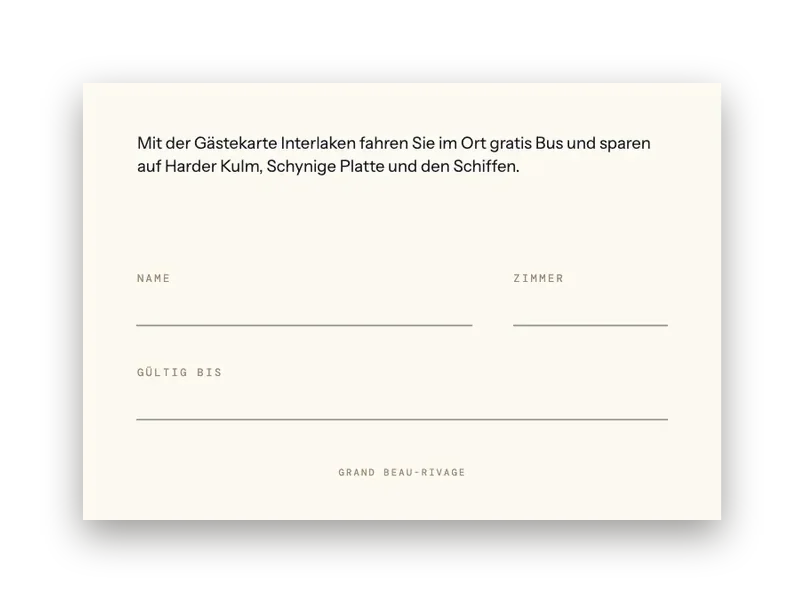 Mit der Gästekarte Interlaken fahren Sie im Ort gratis Bus und sparen
auf Harder Kulm, Schynige Platte und den Schiffen.
NAME
ZIMMER
GÜLTIG BIS
GRAND BEAU-RIVAGE